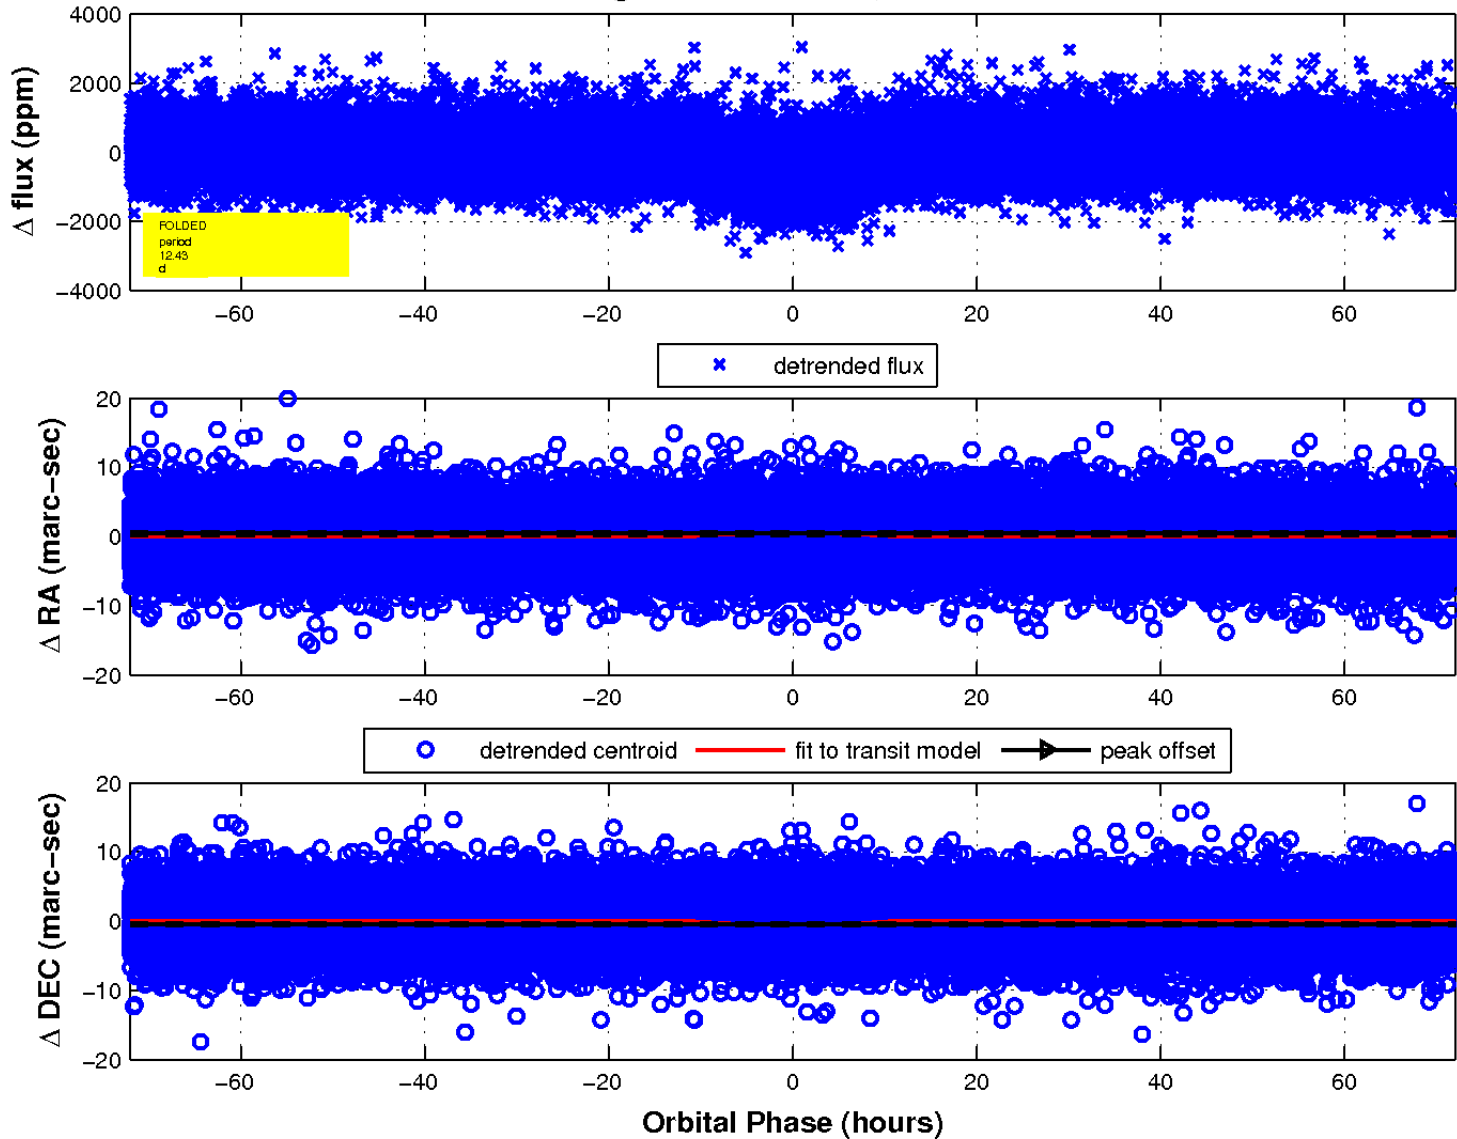 4000
2000
0
−2000
−4000
Δ flux (ppm)
FOLDED
period
12.43
d
−60 −40 −20 0 20 40 60
detrended flux
20
10
0
−10
−20
Δ RA (marc−sec)
−60 −40 −20 0 20 40 60
detrended centroid fit to transit model peak offset
20
10
0
−10
−20
Δ DEC (marc−sec)
−60 −40 −20 0 20 40 60
Orbital Phase (hours)